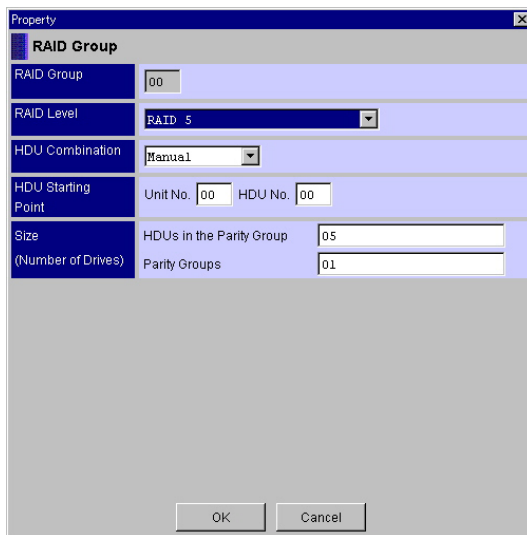 Property
RAID Group
RAID Group 00
RAID Level RAID 5
HDU Combination Manual
HDU Starting Point Unit No. 00 HDU No. 00
Size (Number of Drives) HDUs in the Parity Group 05
Parity Groups 01
OK Cancel